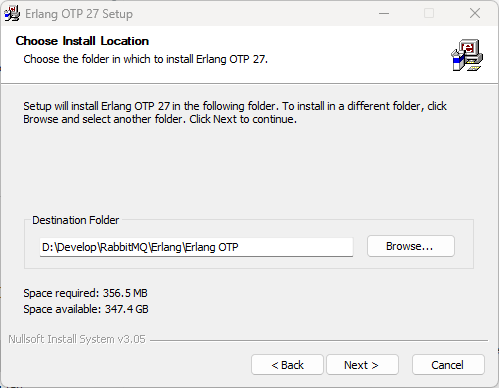 Erlang OTP 27 Setup
Choose Install Location
Choose the folder in which to install Erlang OTP 27.
Setup will install Erlang OTP 27 in the following folder. To install in a different folder, click
Browse and select another folder. Click Next to continue.
Destination Folder
D:\Develop\RabbitMQ\Erlang\Erlang OTP
Browse...
Space required: 356.5 MB
Space available: 347.4 GB
Nullsoft Install System v3.05
< Back
Next >
Cancel